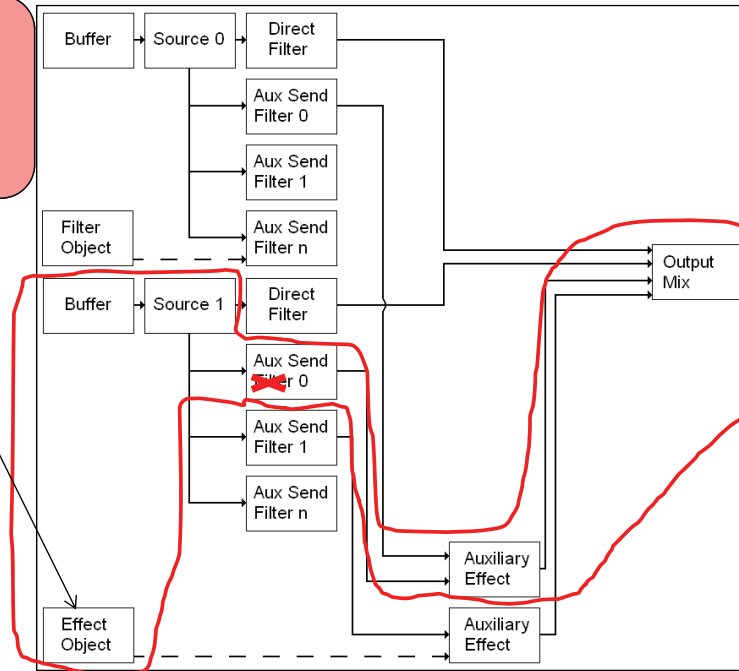 Buffer
Source 0
Direct
Filter
Aux Send
Filter 0
Aux Send
Filter 1
Filter
Object
Aux Send
Filter n
Output
Mix
Buffer
Source 1
Direct
Filter
Aux Send
Filter 0
Aux Send
Filter 1
Aux Send
Filter n
Auxiliary
Effect
Effect
Object
Auxiliary
Effect